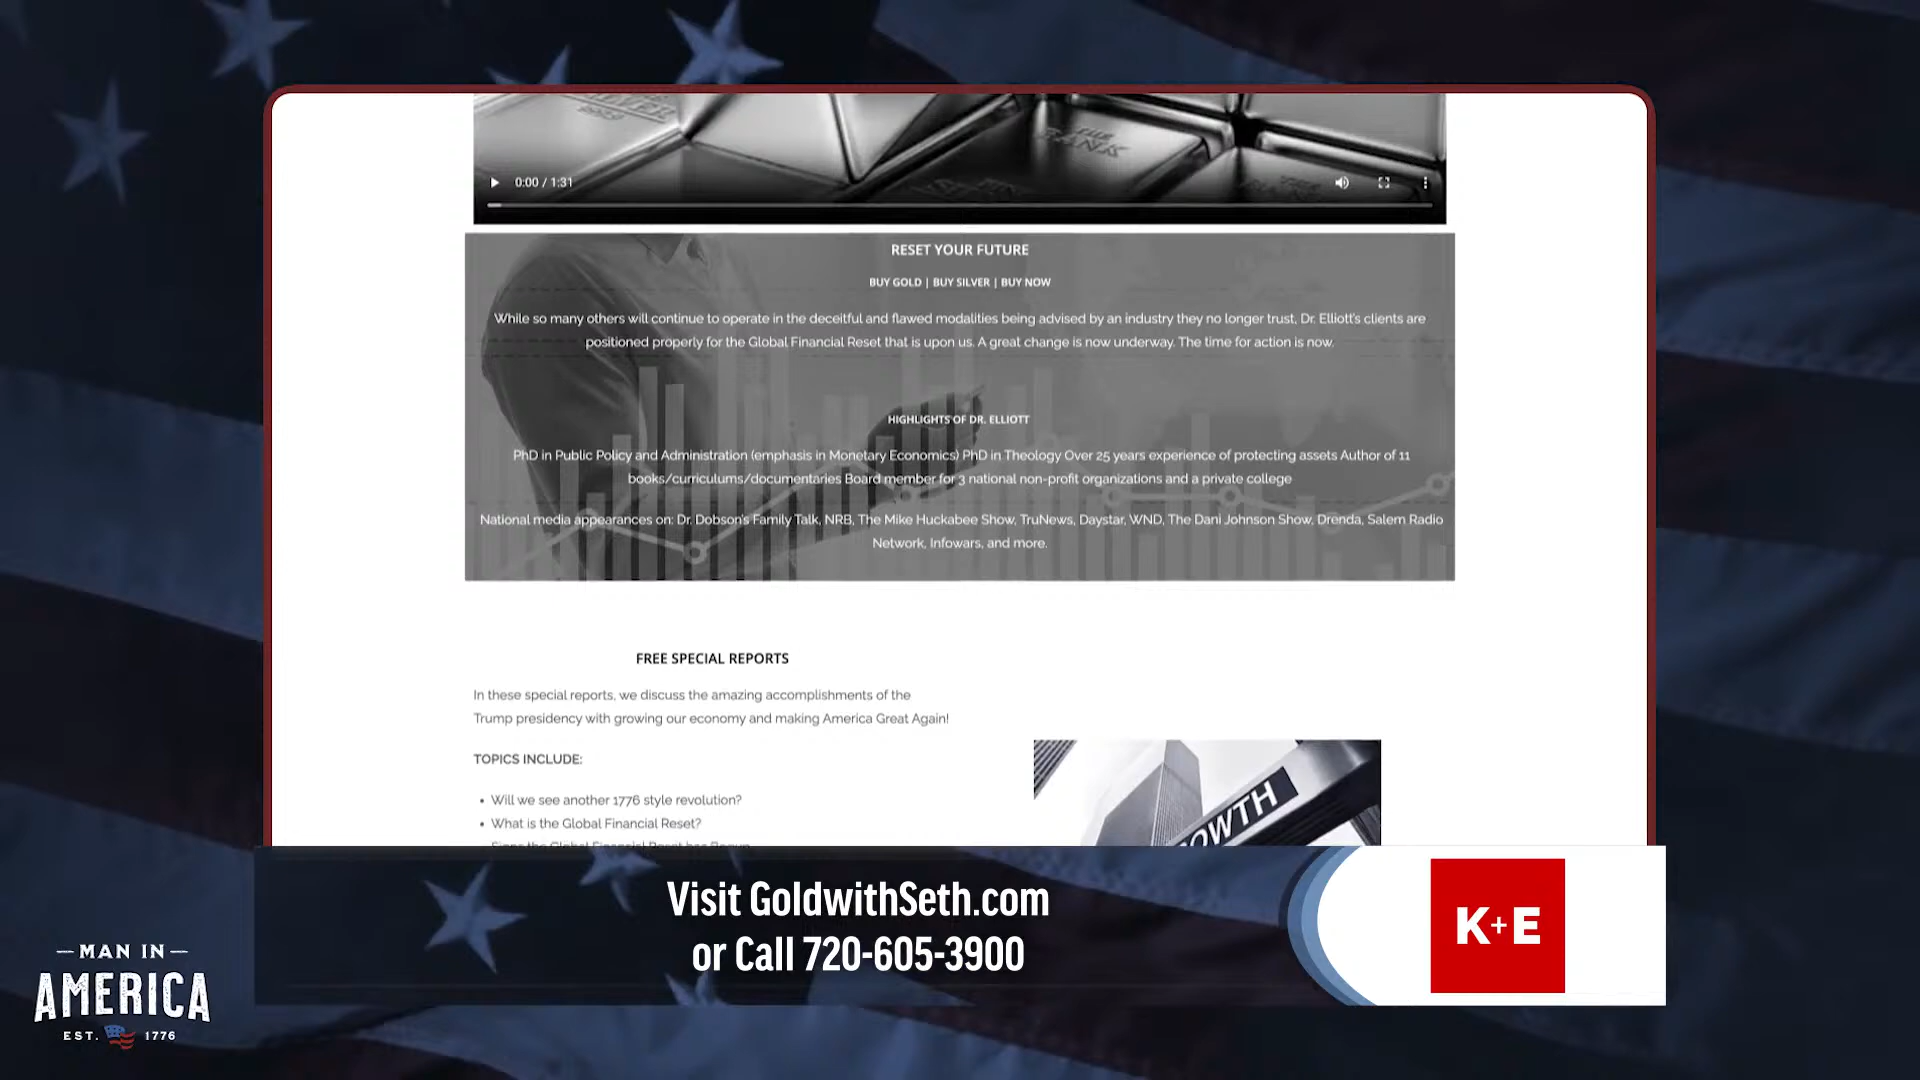 THE
BANK
0:00 / 1:31
RESET YOUR FUTURE
BUY GOLD | BUY SILVER | BUY NOW
While so many others will continue to operate in the deceitful and flawed modalities being advised by an industry they no longer trust, Dr. Elliott's clients are
positioned properly for the Global Financial Reset that is upon us. A great change is now underway. The time for action is now.
HIGHLIGHTS OF DR. ELLIOTT
PhD in Public Policy and Administration (emphasis in Monetary Economics) PhD in Theology Over 25 years experience of protecting assets Author of 11
books/curriculums/documentaries Board member for 3 national non-profit organizations and a private college
National media appearances on: Dr. Dobson's Family Talk, NRB, The Mike Huckabee Show, TruNews, Daystar, WND, The Dani Johnson Show, Drenda, Salem Radio
Network, Infowars, and more.
FREE SPECIAL REPORTS
In these special reports, we discuss the amazing accomplishments of the
Trump presidency with growing our economy and making America Great Again!
TOPICS INCLUDE:
• Will we see another 1776 style revolution?
• What is the Global Financial Reset?
OWTH
Visit GoldwithSeth.com
or Call 720-605-3900
K+E
MAN IN
AMERICA
EST. 1776